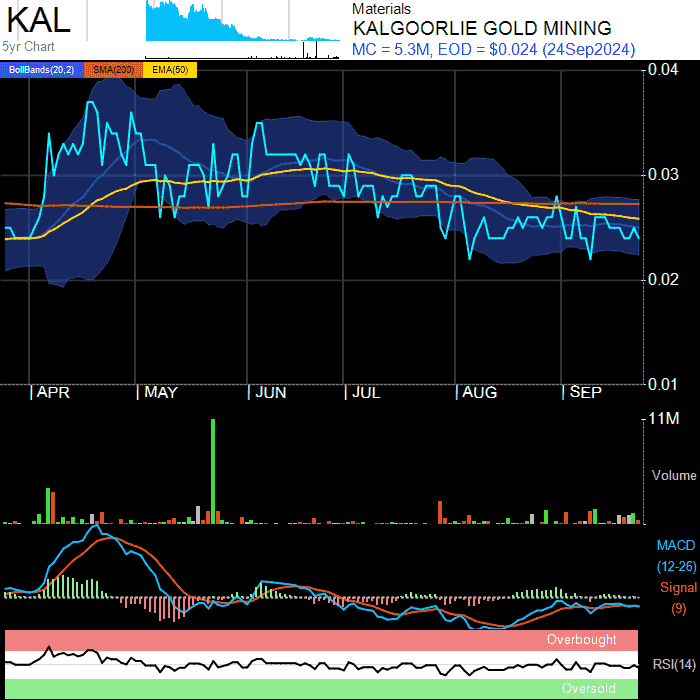 KAL
5yr Chart
Materials
KALGOORLIE GOLD MINING
MC = 5.3M, EOD = $0.024 (24Sep2024)
BollBands(20,2) SMA(200) EMA(50)
0.04
0.03
0.02
0.01
APR MAY JUN JUL AUG SEP
11M
Volume
MACD
(12-26)
Signal
(9)
Overbought
RSI(14)
Oversold